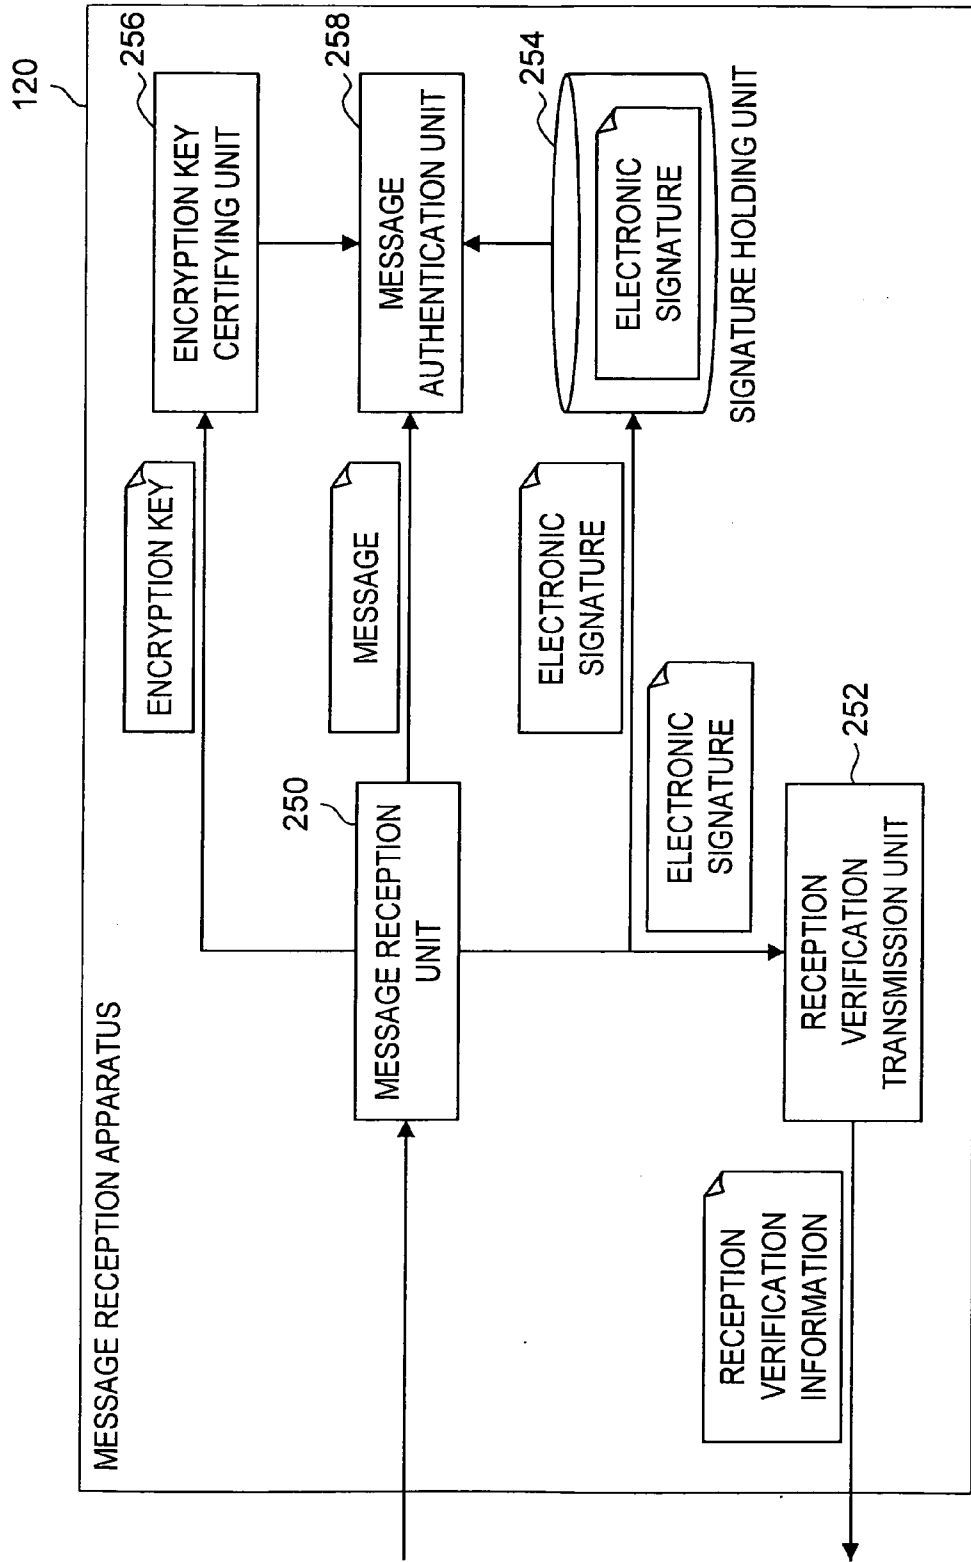 120
MESSAGE RECEPTION APPARATUS
256
ENCRYPTION KEY
CERTIFYING UNIT
ENCRYPTION KEY
258
MESSAGE
AUTHENTICATION UNIT
MESSAGE
250
MESSAGE RECEPTION
UNIT
254
ELECTRONIC
SIGNATURE
SIGNATURE HOLDING UNIT
ELECTRONIC
SIGNATURE
ELECTRONIC
SIGNATURE
252
RECEPTION
VERIFICATION
TRANSMISSION UNIT
RECEPTION
VERIFICATION
INFORMATION